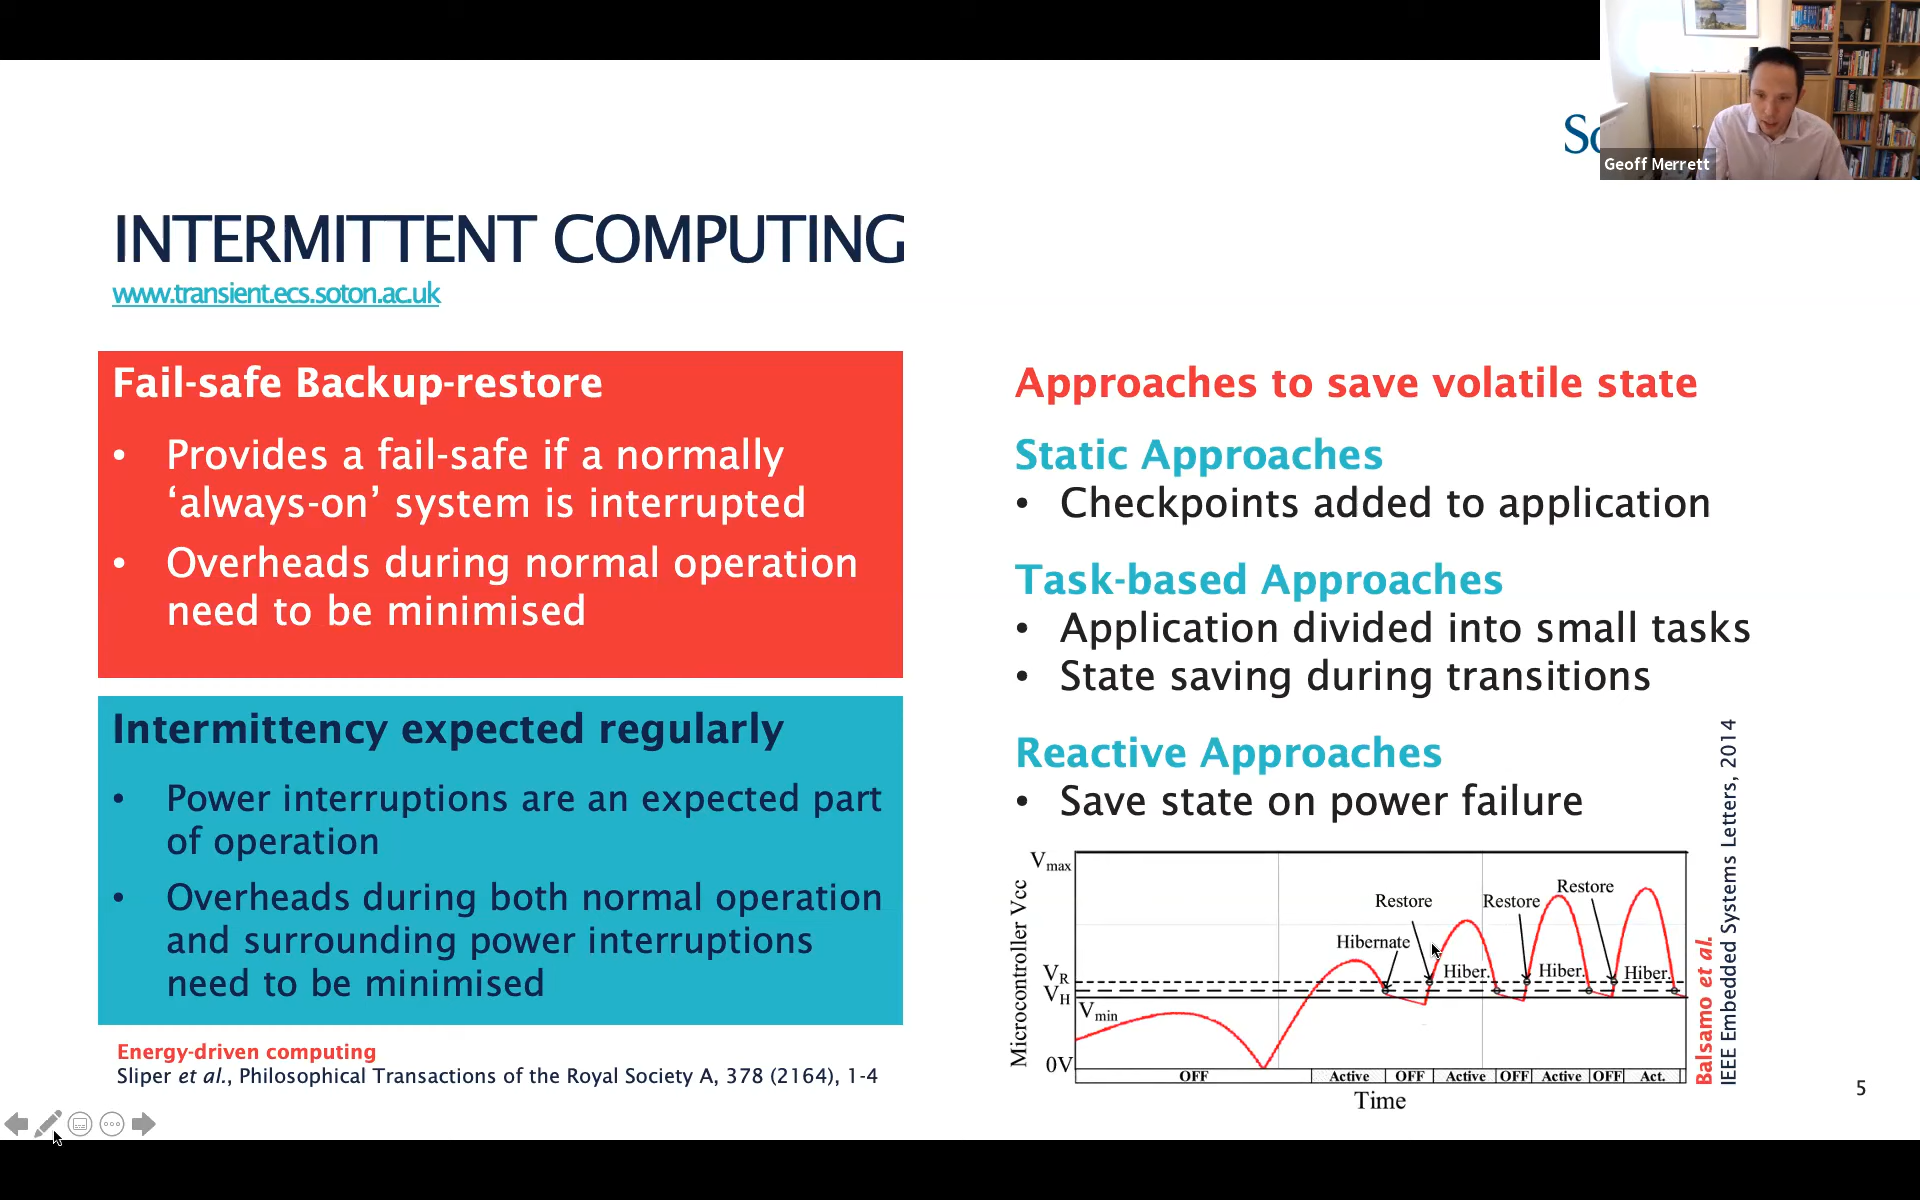 So
Geoff Merrett
INTERMITTENT COMPUTING
www.transient.ecs.soton.ac.uk
Fail-safe Backup-restore
• Provides a fail-safe if a normally
‘always-on’ system is interrupted
• Overheads during normal operation
need to be minimised
Intermittency expected regularly
• Power interruptions are an expected part
of operation
• Overheads during both normal operation
and surrounding power interruptions
need to be minimised
Energy-driven computing
Sliper et al., Philosophical Transactions of the Royal Society A, 378 (2164), 1-4
Approaches to save volatile state
Static Approaches
• Checkpoints added to application
Task-based Approaches
• Application divided into small tasks
• State saving during transitions
Reactive Approaches
• Save state on power failure
Microcontroller Vcc
Vmax
VR
VH
Vmin
0V
Hibernate
Restore
Restore
Restore
Hiber.
Hiber.
Hiber.
OFF
Active
OFF
Active
OFF
Active
OFF
Act.
Time
Balsamo et al.
IEEE Embedded Systems Letters, 2014
5